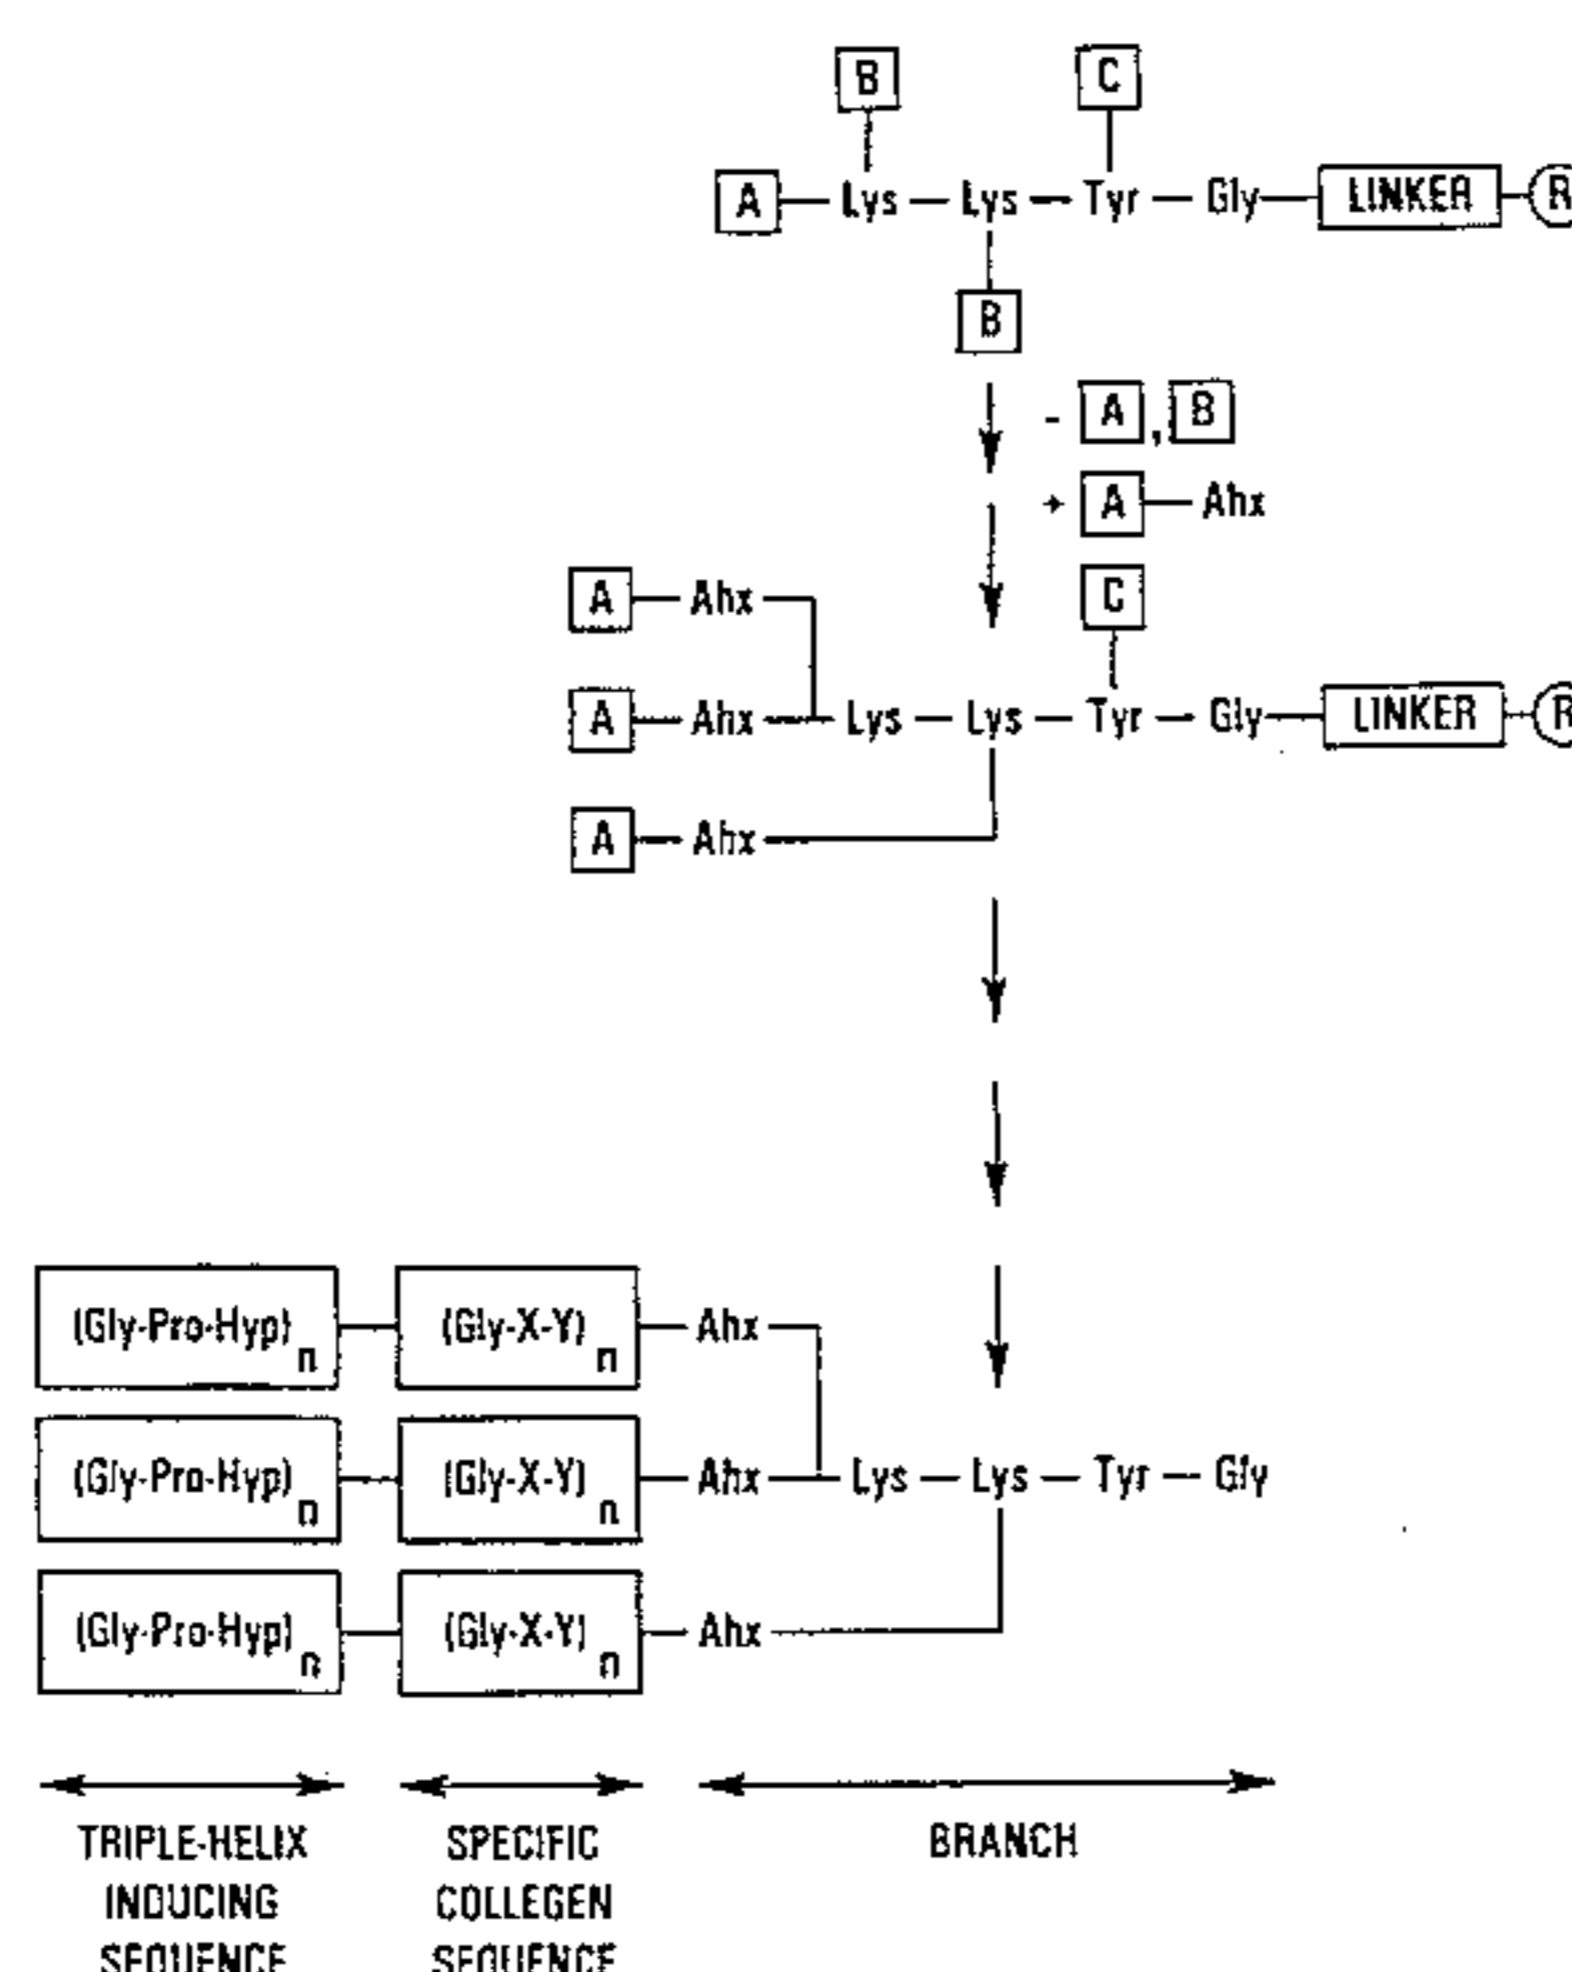 B C
A — Lys — Lys — Tyr — Gly — LINKER — R
B
- A , B
+ A — Ahx
C
A — Ahx
A — Ahx — Lys — Lys — Tyr — Gly — LINKER — R
A — Ahx
(Gly-Pro-Hyp)n — (Gly-X-Y)n — Ahx
(Gly-Pro-Hyp)n — (Gly-X-Y)n — Ahx — Lys — Lys — Tyr — Gly
(Gly-Pro-Hyp)n — (Gly-X-Y)n — Ahx
TRIPLE-HELIX SPECIFIC BRANCH
INDUCING COLLEGEN
SEQUENCE SEQUENCE